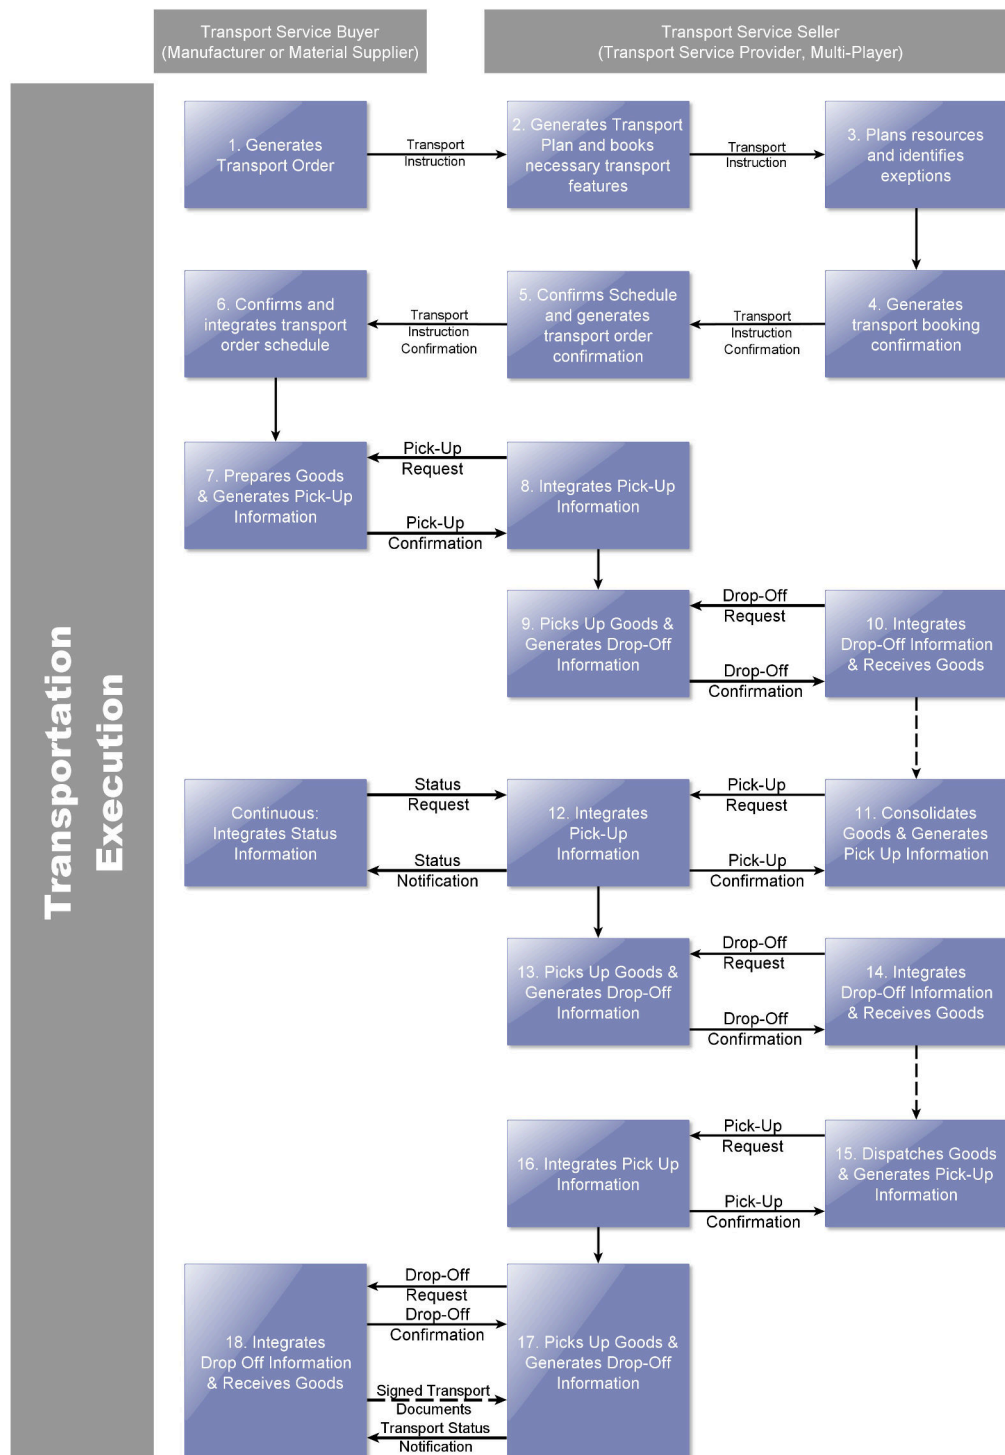 Transport Service Buyer
(Manufacturer or Material Supplier)
Transport Service Seller
(Transport Service Provider, Multi-Player)
Transportation
Execution
1. Generates
Transport Order
Transport
Instruction
2. Generates Transport
Plan and books
necessary transport
features
Transport
Instruction
3. Plans resources
and identifies
exeptions
6. Confirms and
integrates transport
order schedule
Transport
Instruction
Confirmation
5. Confirms Schedule
and generates
transport order
confirmation
Transport
Instruction
Confirmation
4. Generates
transport booking
confirmation
7. Prepares Goods
& Generates Pick-Up
Information
Pick-Up
Request
Pick-Up
Confirmation
8. Integrates Pick-Up
Information
9. Picks Up Goods &
Generates Drop-Off
Information
Drop-Off
Request
Drop-Off
Confirmation
10. Integrates
Drop-Off Information
& Receives Goods
Continuous:
Integrates Status
Information
Status
Request
Status
Notification
12. Integrates
Pick-Up
Information
Pick-Up
Request
Pick-Up
Confirmation
11. Consolidates
Goods & Generates
Pick Up Information
13. Picks Up Goods &
Generates Drop-Off
Information
Drop-Off
Request
Drop-Off
Confirmation
14. Integrates
Drop-Off Information
& Receives Goods
16. Integrates Pick Up
Information
Pick-Up
Request
Pick-Up
Confirmation
15. Dispatches Goods
& Generates Pick-Up
Information
18. Integrates
Drop Off Information
& Receives Goods
Drop-Off
Request
Drop-Off
Confirmation
Signed Transport
Documents
Transport Status
Notification
17. Picks Up Goods &
Generates Drop-Off
Information